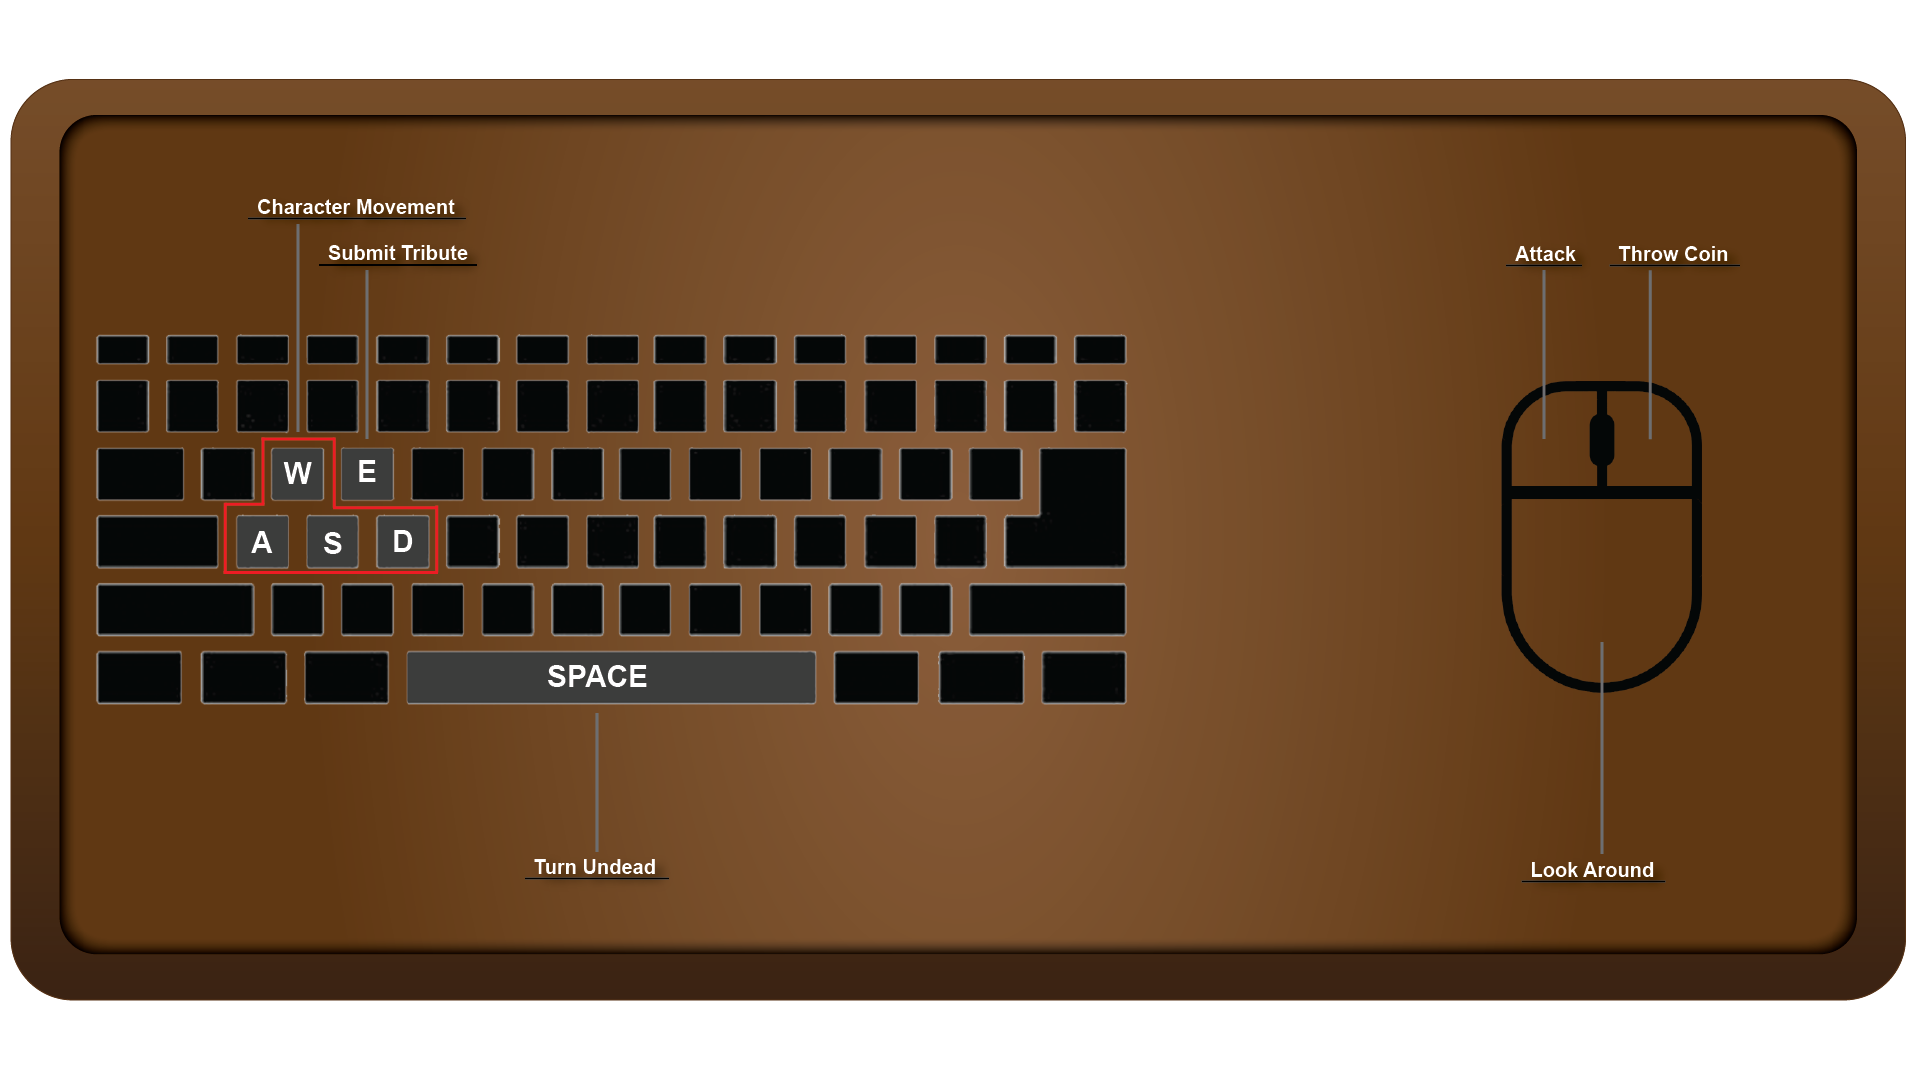 Character Movement
Submit Tribute
Attack
Throw Coin
W
E
A
S
D
SPACE
Turn Undead
Look Around